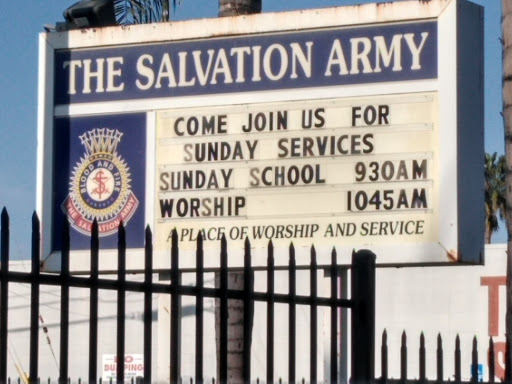 THE SALVATION ARMY
COME JOIN US FOR
SUNDAY SERVICES
SUNDAY SCHOOL 930AM
WORSHIP 1045AM
A PLACE OF WORSHIP AND SERVICE
BLOOD AND FIRE
S
THE SALVATION ARMY
NO
DUMPING